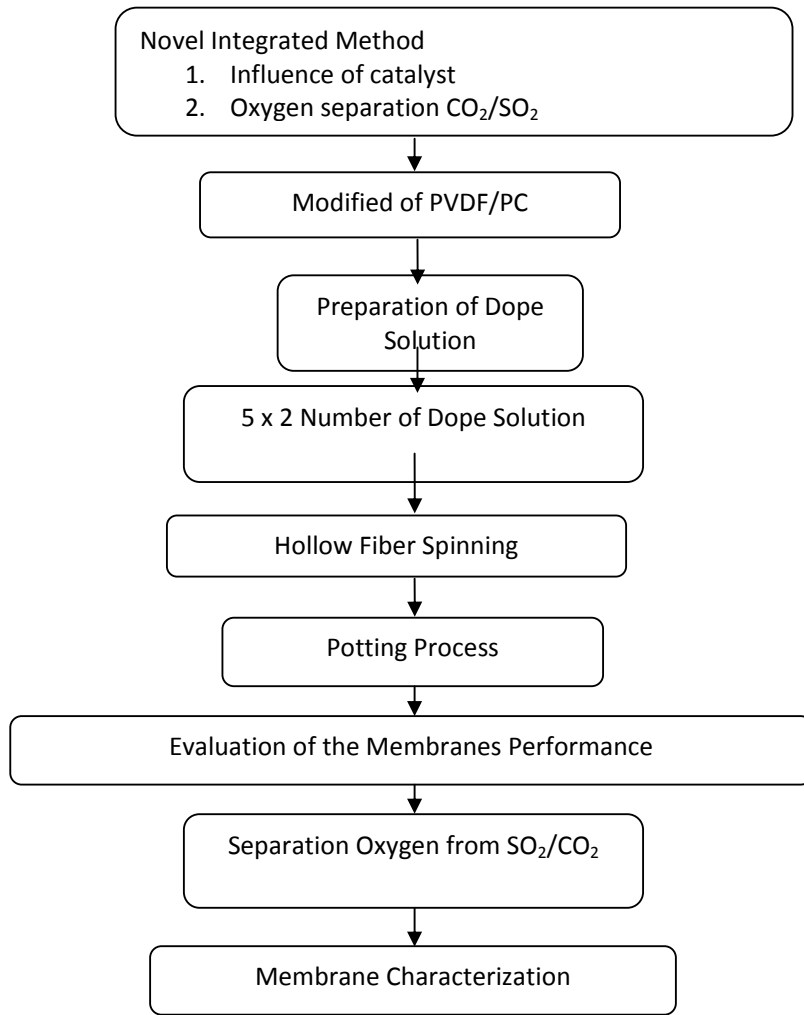 Novel Integrated Method
1. Influence of catalyst
2. Oxygen separation CO₂/SO₂
Modified of PVDF/PC
Preparation of Dope
Solution
5 x 2 Number of Dope Solution
Hollow Fiber Spinning
Potting Process
Evaluation of the Membranes Performance
Separation Oxygen from SO₂/CO₂
Membrane Characterization